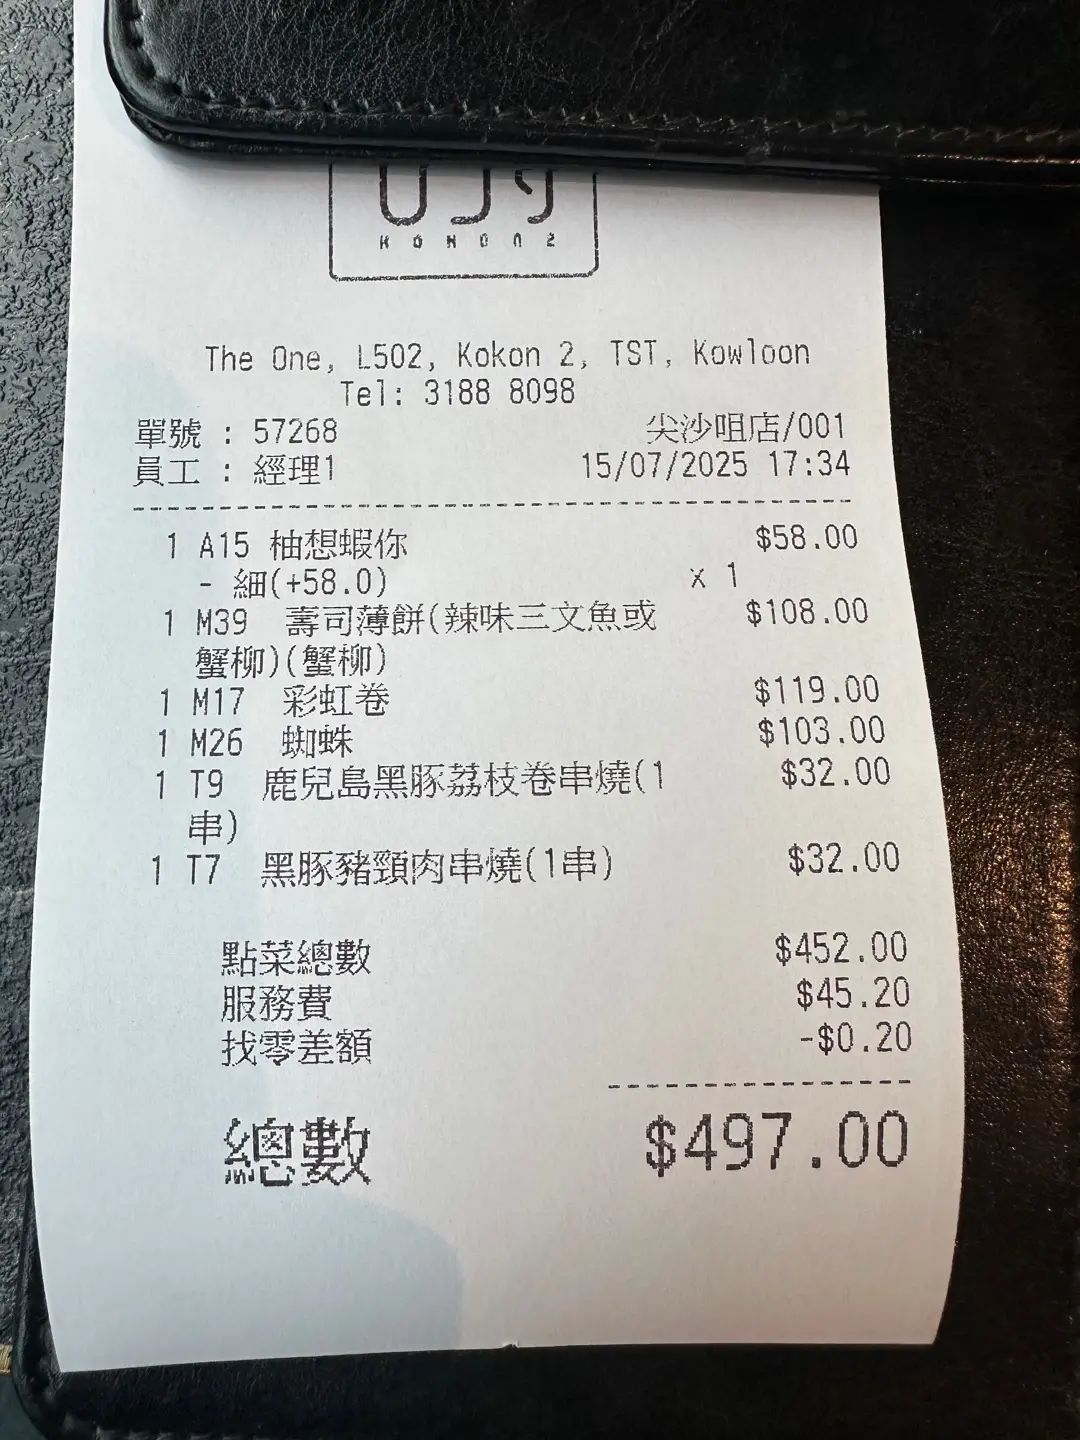 KOKON2
The One, L502, Kokon 2, TST, Kowloon
Tel: 3188 8098
單號 : 57268 尖沙咀店/001
員工 : 經理1 15/07/2025 17:34
1 A15 柚想蝦你 $58.00
- 細(+58.0) x 1
1 M39 壽司薄餅(辣味三文魚或 $108.00
蟹柳)(蟹柳)
1 M17 彩虹卷 $119.00
1 M26 蜘蛛 $103.00
1 T9 鹿兒島黑豚荔枝卷串燒(1 $32.00
串)
1 T7 黑豚豬頸肉串燒(1串) $32.00
點菜總數 $452.00
服務費 $45.20
找零差額 -$0.20
總數 $497.00